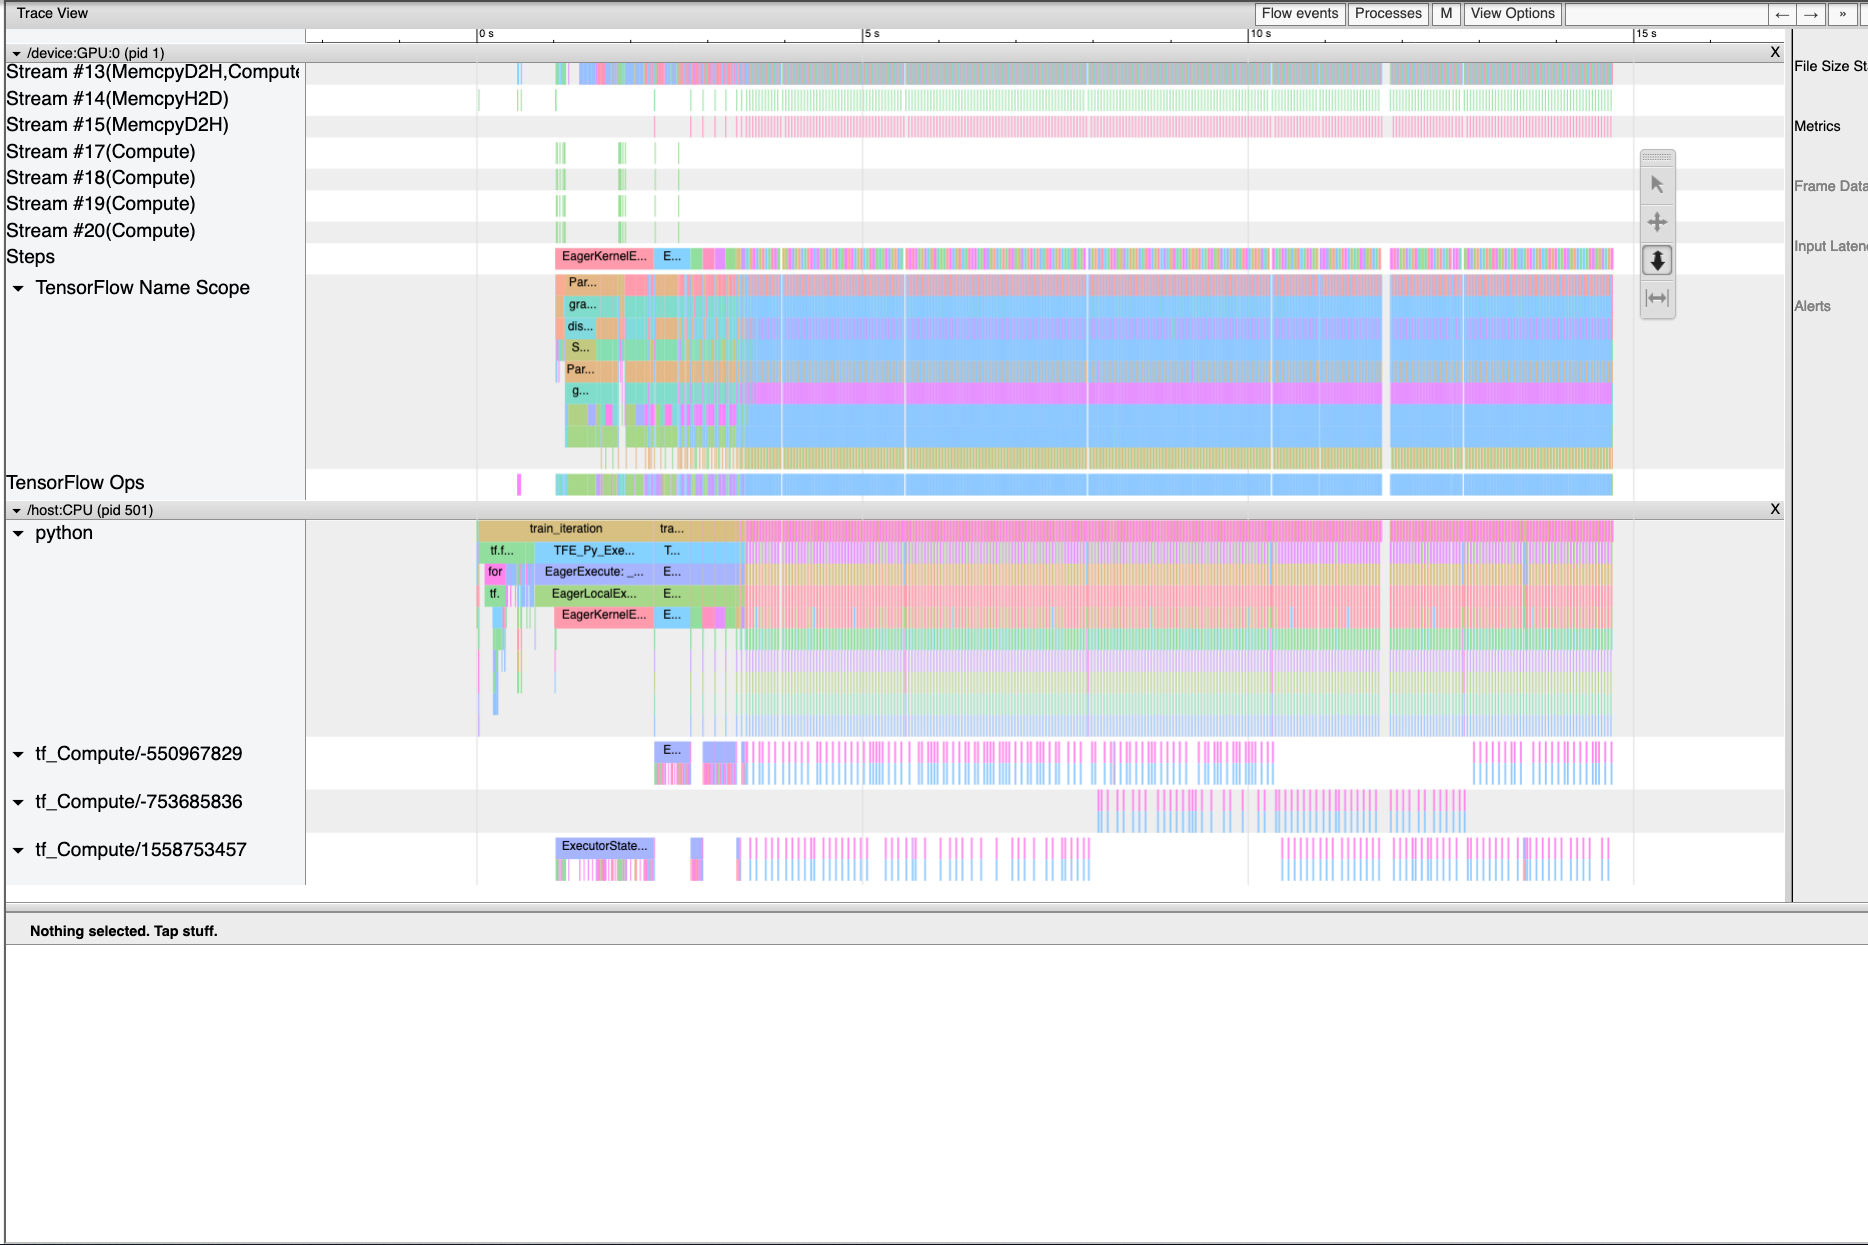 Trace View
Flow events Processes M View Options ← → »
0 s 5 s 10 s 15 s
/device:GPU:0 (pid 1) X
File Size St
Stream #13(MemcpyD2H,Compute
Stream #14(MemcpyH2D)
Stream #15(MemcpyD2H)
Metrics
Stream #17(Compute)
Stream #18(Compute)
Frame Data
Stream #19(Compute)
Stream #20(Compute)
Input Laten
Steps EagerKernelE... E...
TensorFlow Name Scope Par...
gra...
Alerts
dis...
S...
Par...
g...
TensorFlow Ops
/host:CPU (pid 501) X
python train_iteration tra...
tf.f... TFE_Py_Exe... T...
for EagerExecute: _... E...
tf. EagerLocalEx... E...
EagerKernelE... E...
tf_Compute/-550967829 E...
tf_Compute/-753685836
tf_Compute/1558753457 ExecutorState...
Nothing selected. Tap stuff.